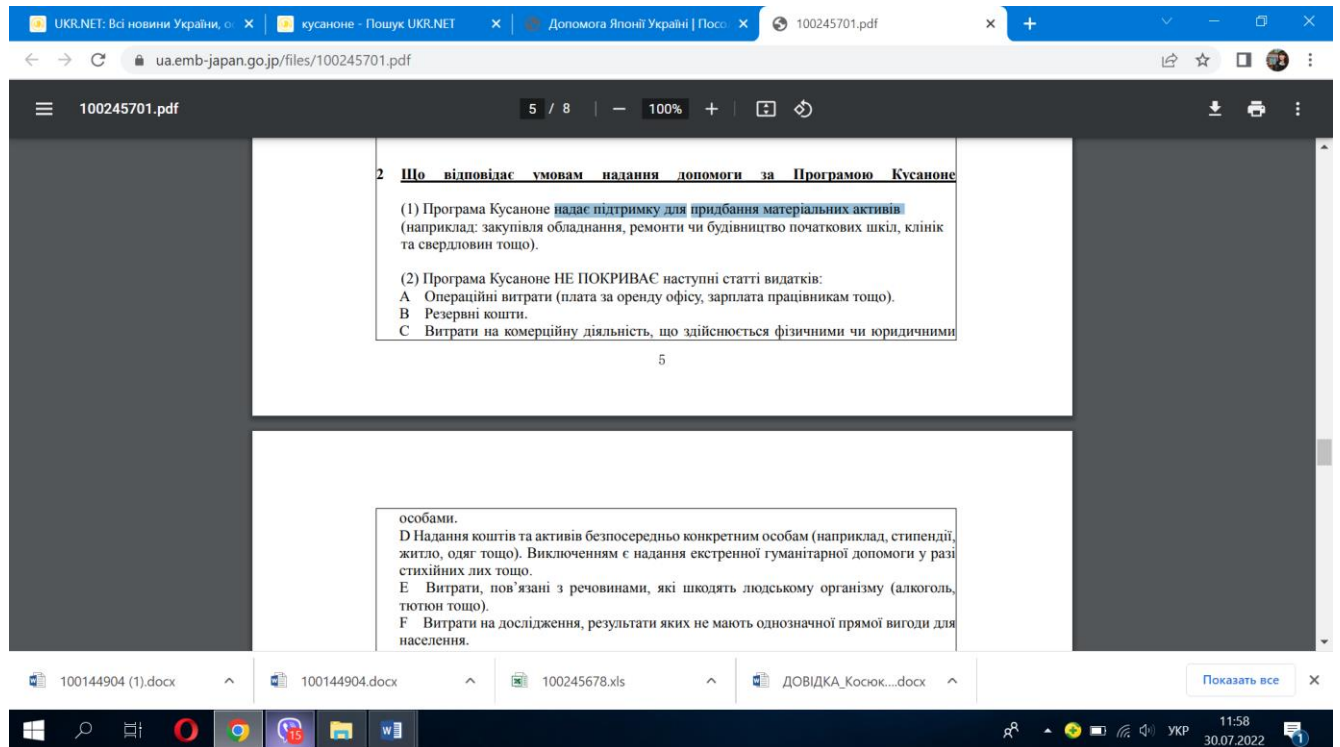 UKR.NET: Всі новини України, о
кусаноне - Пошук UKR.NET
Допомога Японії Україні | Посо
100245701.pdf
ua.emb-japan.go.jp/files/100245701.pdf
100245701.pdf
5 / 8
100%
2 Що відповідає умовам надання допомоги за Програмою Кусаноне
(1) Програма Кусаноне надає підтримку для придбання матеріальних активів
(наприклад: закупівля обладнання, ремонти чи будівництво початкових шкіл, клінік
та свердловин тощо).
(2) Програма Кусаноне НЕ ПОКРИВАЄ наступні статті видатків:
A Операційні витрати (плата за оренду офісу, зарплата працівникам тощо).
B Резервні кошти.
C Витрати на комерційну діяльність, що здійснюється фізичними чи юридичними
5
особами.
D Надання коштів та активів безпосередньо конкретним особам (наприклад, стипендії,
житло, одяг тощо). Виключенням є надання екстренної гуманітарної допомоги у разі
стихійних лих тощо.
E Витрати, пов’язані з речовинами, які шкодять людському організму (алкоголь,
тютюн тощо).
F Витрати на дослідження, результати яких не мають однозначної прямої вигоди для
населення.
100144904 (1).docx
100144904.docx
100245678.xls
ДОВІДКА_Косюк....docx
Показать все
15
УКР
11:58
30.07.2022
1